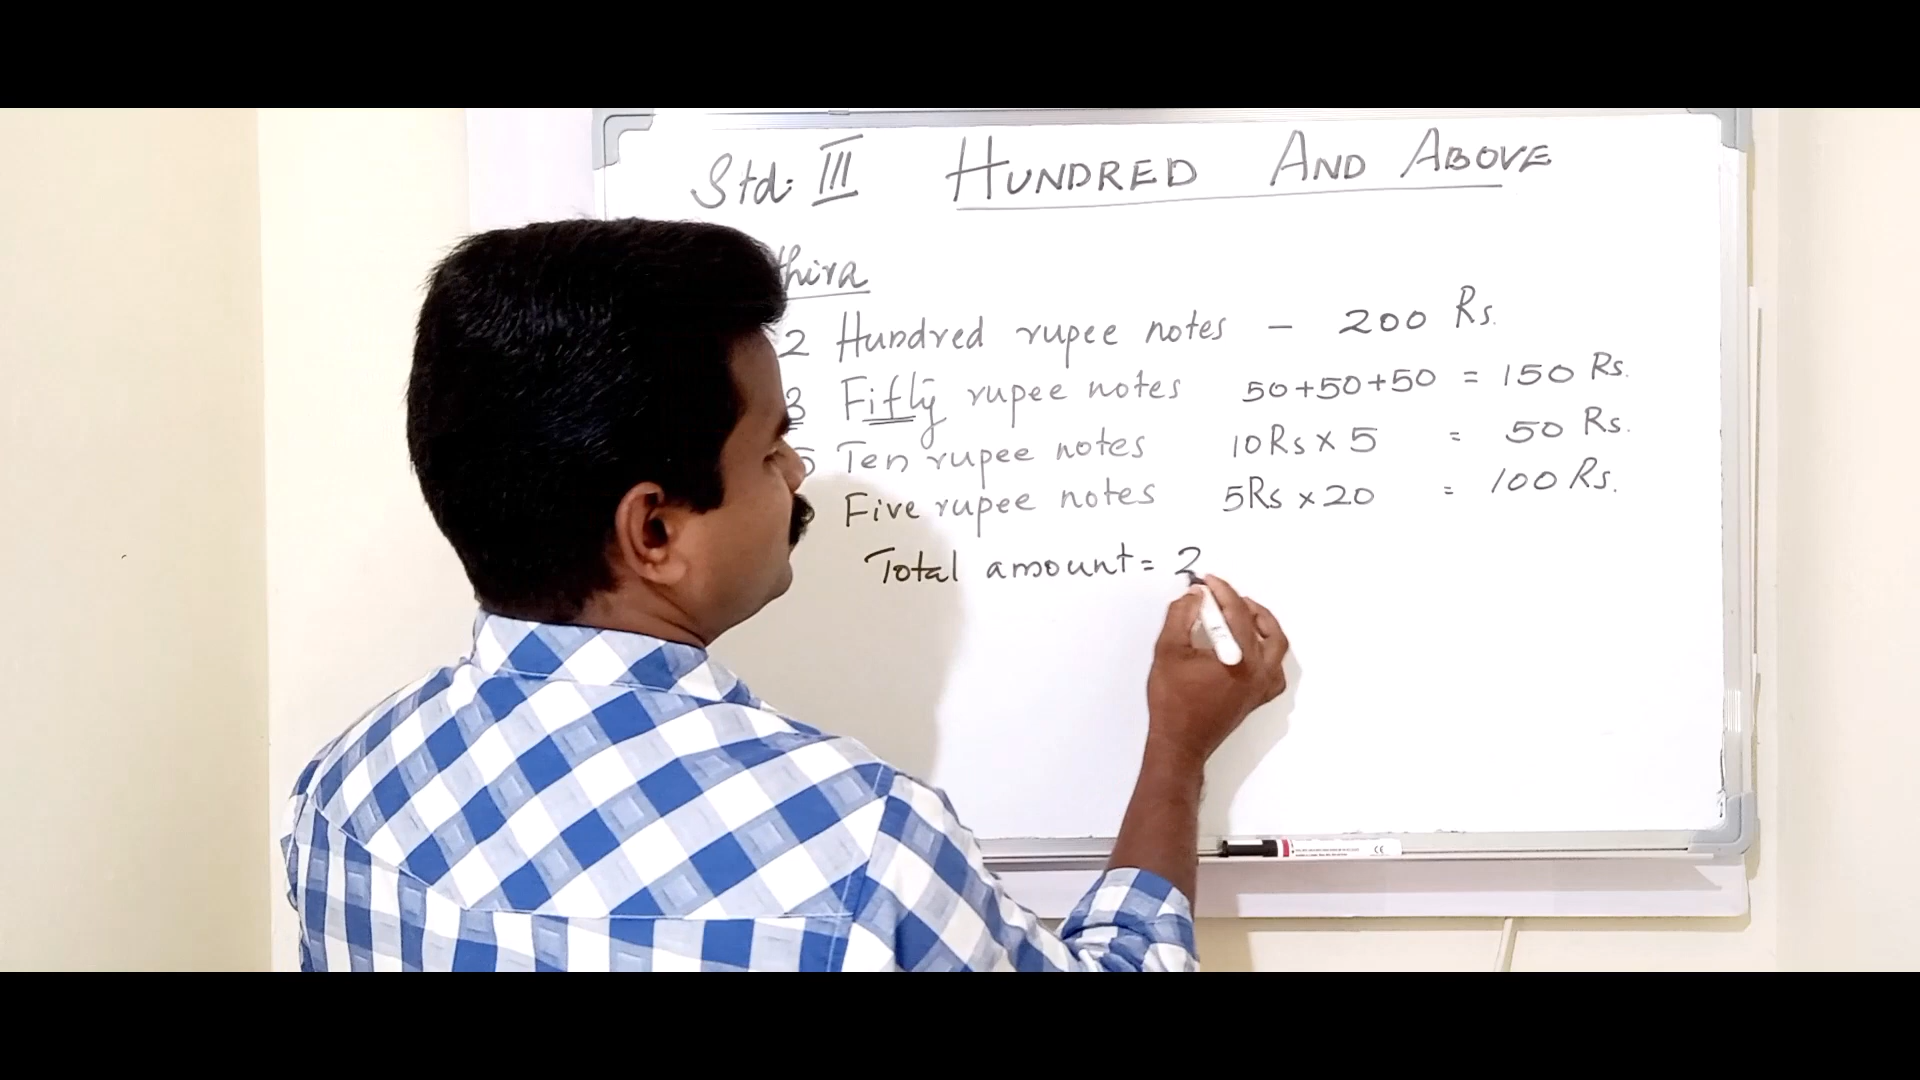 Std. III HUNDRED AND ABOVE
2 Hundred rupee notes - 200 Rs.
3 Fifty rupee notes 50+50+50 = 150 Rs.
5 Ten rupee notes 10Rs x 5 = 50 Rs.
Five rupee notes 5Rs x 20 = 100 Rs.
Total amount = 2
CE